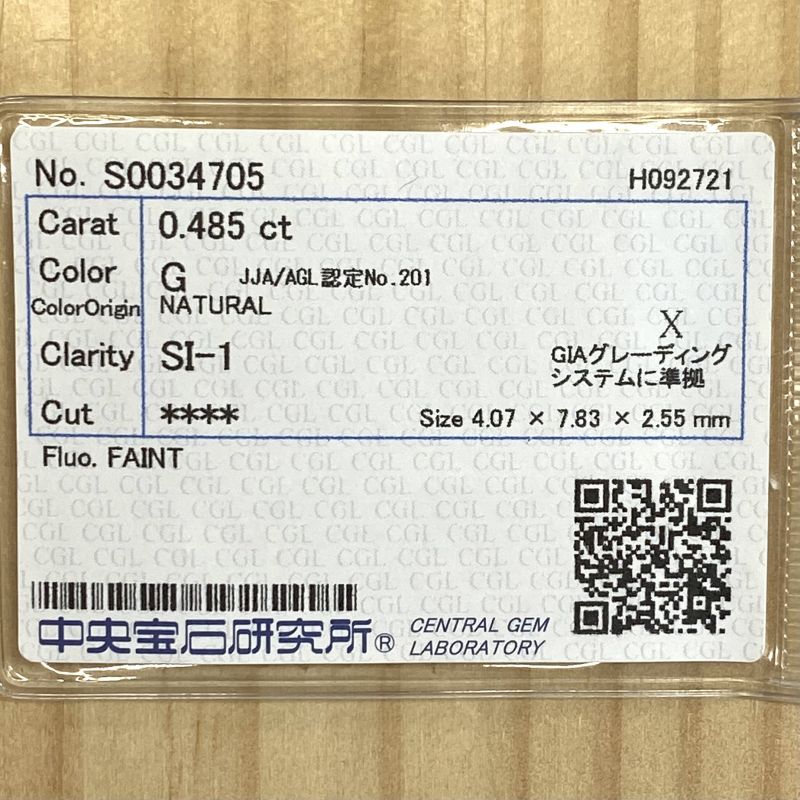 No. S0034705
H092721
Carat 0.485 ct
Color G JJA/AGL認定No.201
ColorOrigin NATURAL
X
Clarity SI-1 GIAグレーディング
システムに準拠
Cut **** Size 4.07 × 7.83 × 2.55 mm
Fluo. FAINT
中央宝石研究所® CENTRAL GEM
LABORATORY